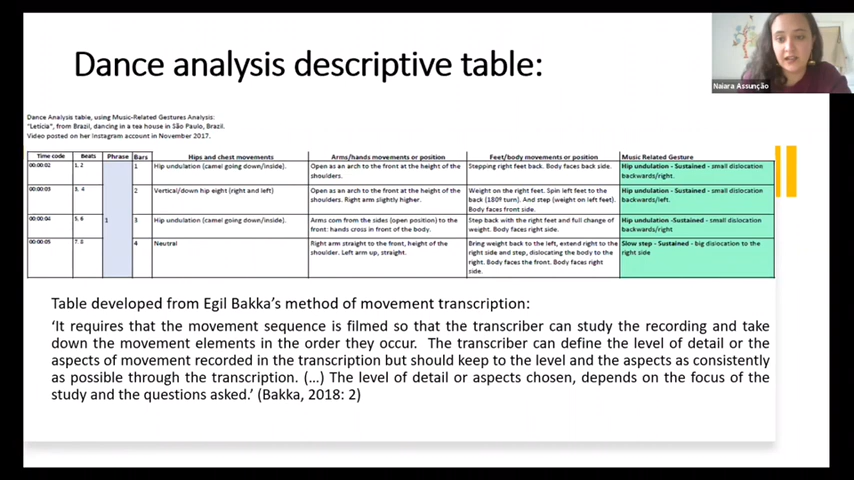 Naiara Assunção
Dance analysis descriptive table:
Dance Analysis table, using Music-Related Gestures Analysis:
"Letícia", from Brazil, dancing in a tea house in São Paulo, Brazil.
Video posted on her Instagram account in November 2017.
Time code Beats Phrase Bars Hips and chest movements Arms/hands movements or position Feet/body movements or position Music Related Gesture
00:00:02 1, 2 1 Hip undulation (camel going down/inside). Open as an arch to the front at the height of the Stepping right feet back. Body faces back side. Hip undulation - Sustained - small dislocation
shoulders. backwards/right.
00:00:03 3, 4 2 Vertical/down hip eight (right and left) Open as an arch to the front at the height of the Weight on the right feet. Spin left feet to the Hip undulation - Sustained - small dislocation
shoulders. Right arm slightly higher. back (180º turn). And step (weight on left feet). backwards/left.
Body faces front side.
00:00:04 5, 6 1 3 Hip undulation (camel going down/inside). Arms com from the sides (open position) to the Step back with the right feet and full change of Hip undulation -Sustained - small dislocation
front: hands cross in front of the body. weight. Body faces right side. backwards/right
00:00:05 7, 8 4 Neutral Right arm straight to the front, height of the Bring weight back to the left, extend right to the Slow step - Sustained - big dislocation to the
shoulder. Left arm up, straight. right side and step, dislocating the body to the right side
right. Body faces the front. Body faces right
side.
Table developed from Egil Bakka's method of movement transcription:
'It requires that the movement sequence is filmed so that the transcriber can study the recording and take
down the movement elements in the order they occur. The transcriber can define the level of detail or the
aspects of movement recorded in the transcription but should keep to the level and the aspects as consistently
as possible through the transcription. (...) The level of detail or aspects chosen, depends on the focus of the
study and the questions asked.' (Bakka, 2018: 2)